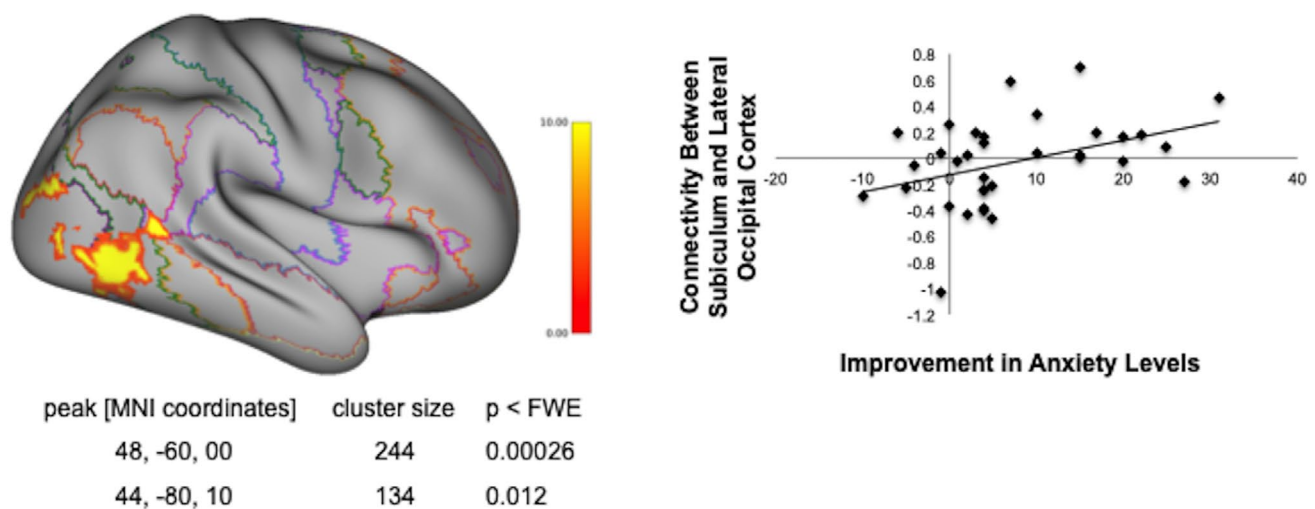 10.00
0.00
peak [MNI coordinates] cluster size p < FWE
48, -60, 00 244 0.00026
44, -80, 10 134 0.012
Connectivity Between
Subiculum and Lateral
Occipital Cortex
0.8
0.6
0.4
0.2
0
-0.2
-0.4
-0.6
-0.8
-1
-1.2
-20 -10 0 10 20 30 40
Improvement in Anxiety Levels